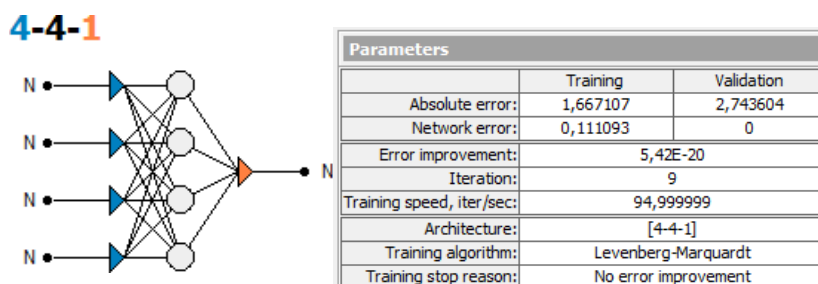 4-4-1
N
N
N
N
N
Parameters
Training Validation
Absolute error: 1,667107 2,743604
Network error: 0,111093 0
Error improvement: 5,42E-20
Iteration: 9
Training speed, iter/sec: 94,999999
Architecture: [4-4-1]
Training algorithm: Levenberg-Marquardt
Training stop reason: No error improvement